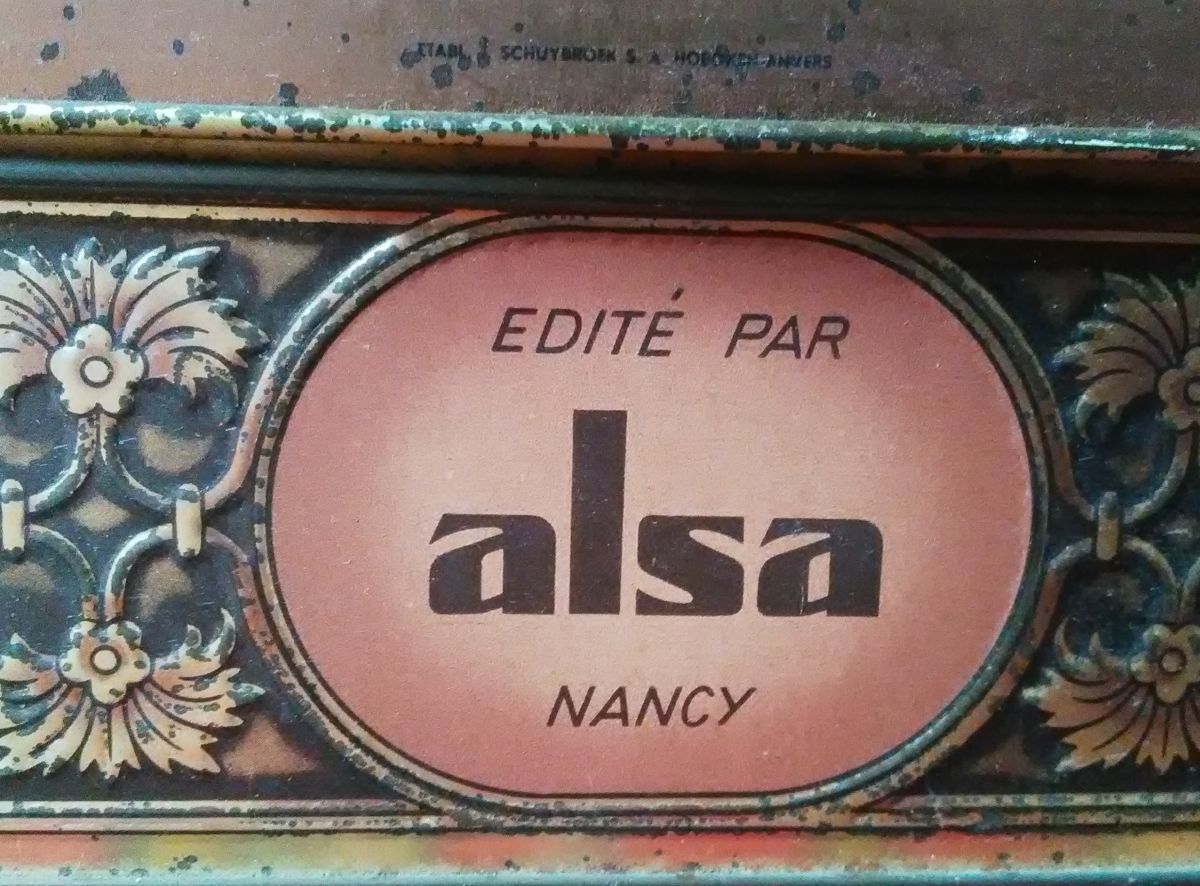 ETABL. J. SCHUYBROEK S. A. HOBOKEN-ANVERS
EDITÉ PAR
alsa
NANCY